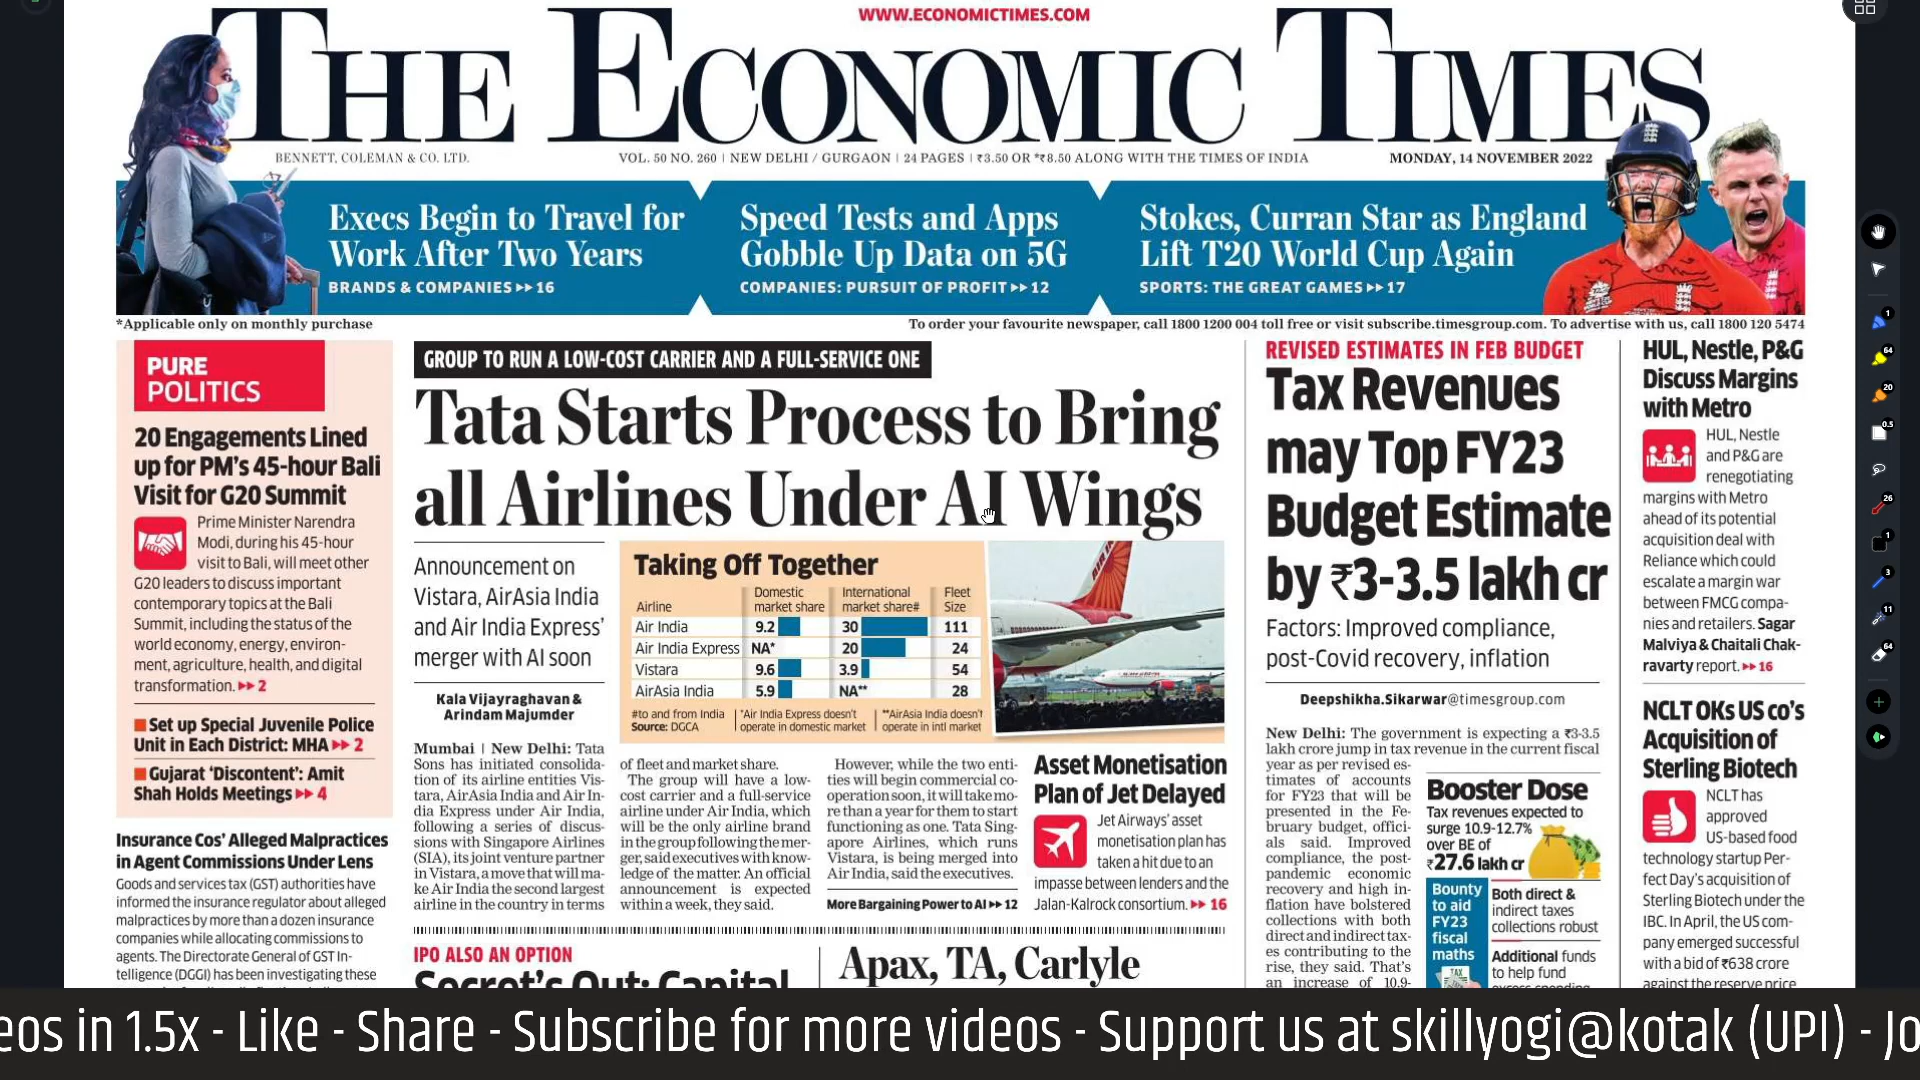 WWW.ECONOMICTIMES.COM
THE ECONOMIC TIMES
BENNETT, COLEMAN & CO. LTD.
VOL. 50 NO. 260 | NEW DELHI / GURGAON | 24 PAGES | ₹3.50 OR *₹8.50 ALONG WITH THE TIMES OF INDIA
MONDAY, 14 NOVEMBER 2022
Execs Begin to Travel for
Work After Two Years
BRANDS & COMPANIES ▸▸ 16
Speed Tests and Apps
Gobble Up Data on 5G
COMPANIES: PURSUIT OF PROFIT ▸▸ 12
Stokes, Curran Star as England
Lift T20 World Cup Again
SPORTS: THE GREAT GAMES ▸▸ 17
*Applicable only on monthly purchase
To order your favourite newspaper, call 1800 1200 004 toll free or visit subscribe.timesgroup.com. To advertise with us, call 1800 120 5474
PURE
POLITICS
20 Engagements Lined
up for PM's 45-hour Bali
Visit for G20 Summit
Prime Minister Narendra
Modi, during his 45-hour
visit to Bali, will meet other
G20 leaders to discuss important
contemporary topics at the Bali
Summit, including the status of the
world economy, energy, environ-
ment, agriculture, health, and digital
transformation. ▸▸ 2
Set up Special Juvenile Police
Unit in Each District: MHA ▸▸ 2
Gujarat 'Discontent': Amit
Shah Holds Meetings ▸▸ 4
Insurance Cos' Alleged Malpractices
in Agent Commissions Under Lens
Goods and services tax (GST) authorities have
informed the insurance regulator about alleged
malpractices by more than a dozen insurance
companies while allocating commissions to
agents. The Directorate General of GST In-
telligence (DGGI) has been investigating these
GROUP TO RUN A LOW-COST CARRIER AND A FULL-SERVICE ONE
Tata Starts Process to Bring
all Airlines Under AI Wings
Announcement on
Vistara, AirAsia India
and Air India Express'
merger with AI soon
Kala Vijayraghavan &
Arindam Majumder
Taking Off Together
Airline Domestic market share International market share# Fleet Size
Air India 9.2 30 111
Air India Express NA* 20 24
Vistara 9.6 3.9 54
AirAsia India 5.9 NA** 28
#to and from India
Source: DGCA
*Air India Express doesn't
operate in domestic market
**AirAsia India doesn't
operate in intl market
Mumbai | New Delhi: Tata
Sons has initiated consolida-
tion of its airline entities Vis-
tara, AirAsia India and Air In-
dia Express under Air India,
following a series of discus-
sions with Singapore Airlines
(SIA), its joint venture partner
in Vistara, a move that will ma-
ke Air India the second largest
airline in the country in terms
of fleet and market share.
The group will have a low-
cost carrier and a full-service
airline under Air India, which
will be the only airline brand
in the group following the mer-
ger, said executives with know-
ledge of the matter. An official
announcement is expected
within a week, they said.
However, while the two enti-
ties will begin commercial co-
operation soon, it will take mo-
re than a year for them to start
functioning as one. Tata Sing-
apore Airlines, which runs
Vistara, is being merged into
Air India, said the executives.
More Bargaining Power to AI ▸▸ 12
Asset Monetisation
Plan of Jet Delayed
Jet Airways' asset
monetisation plan has
taken a hit due to an
impasse between lenders and the
Jalan-Kalrock consortium. ▸▸ 16
IPO ALSO AN OPTION
Secret's Out: Capital
Apax, TA, Carlyle
REVISED ESTIMATES IN FEB BUDGET
Tax Revenues
may Top FY23
Budget Estimate
by ₹3-3.5 lakh cr
Factors: Improved compliance,
post-Covid recovery, inflation
Deepshikha.Sikarwar@timesgroup.com
New Delhi: The government is expecting a ₹3-3.5
lakh crore jump in tax revenue in the current fiscal
year as per revised es-
timates of accounts
for FY23 that will be
presented in the Fe-
bruary budget, offici-
als said. Improved
compliance, the post-
pandemic economic
recovery and high in-
flation have bolstered
collections with both
direct and indirect tax-
es contributing to the
rise, they said. That's
an increase of 10.9-
Booster Dose
Tax revenues expected to
surge 10.9-12.7%
over BE of
₹27.6 lakh cr
Bounty
to aid
FY23
fiscal
maths
TAX
Both direct &
indirect taxes
collections robust
Additional funds
to help fund
HUL, Nestle, P&G
Discuss Margins
with Metro
HUL, Nestle
and P&G are
renegotiating
margins with Metro
ahead of its potential
acquisition deal with
Reliance which could
escalate a margin war
between FMCG compa-
nies and retailers. Sagar
Malviya & Chaitali Chak-
ravarty report. ▸▸ 16
NCLT OKs US co's
Acquisition of
Sterling Biotech
NCLT has
approved
US-based food
technology startup Per-
fect Day's acquisition of
Sterling Biotech under the
IBC. In April, the US com-
pany emerged successful
with a bid of ₹638 crore
against the reserve price
eos in 1.5x - Like - Share - Subscribe for more videos - Support us at skillyogi@kotak (UPI) - Jo